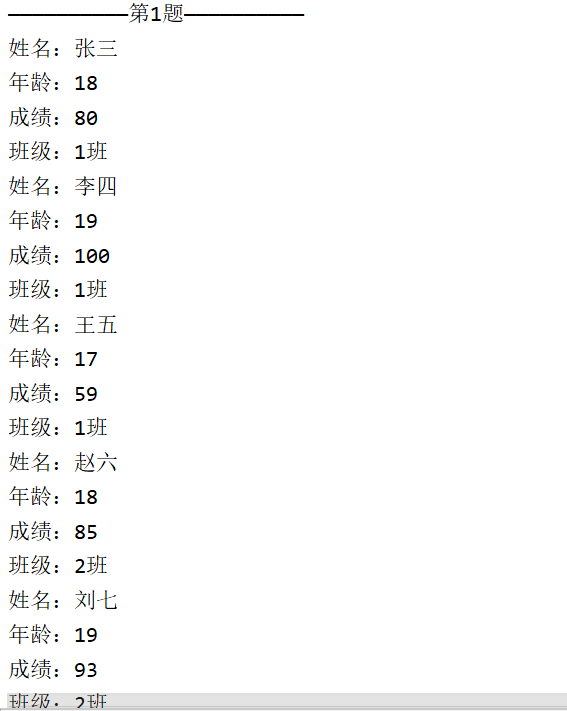 ——————————第1题——————————
姓名：张三
年龄：18
成绩：80
班级：1班
姓名：李四
年龄：19
成绩：100
班级：1班
姓名：王五
年龄：17
成绩：59
班级：1班
姓名：赵六
年龄：18
成绩：85
班级：2班
姓名：刘七
年龄：19
成绩：93
班级：2班